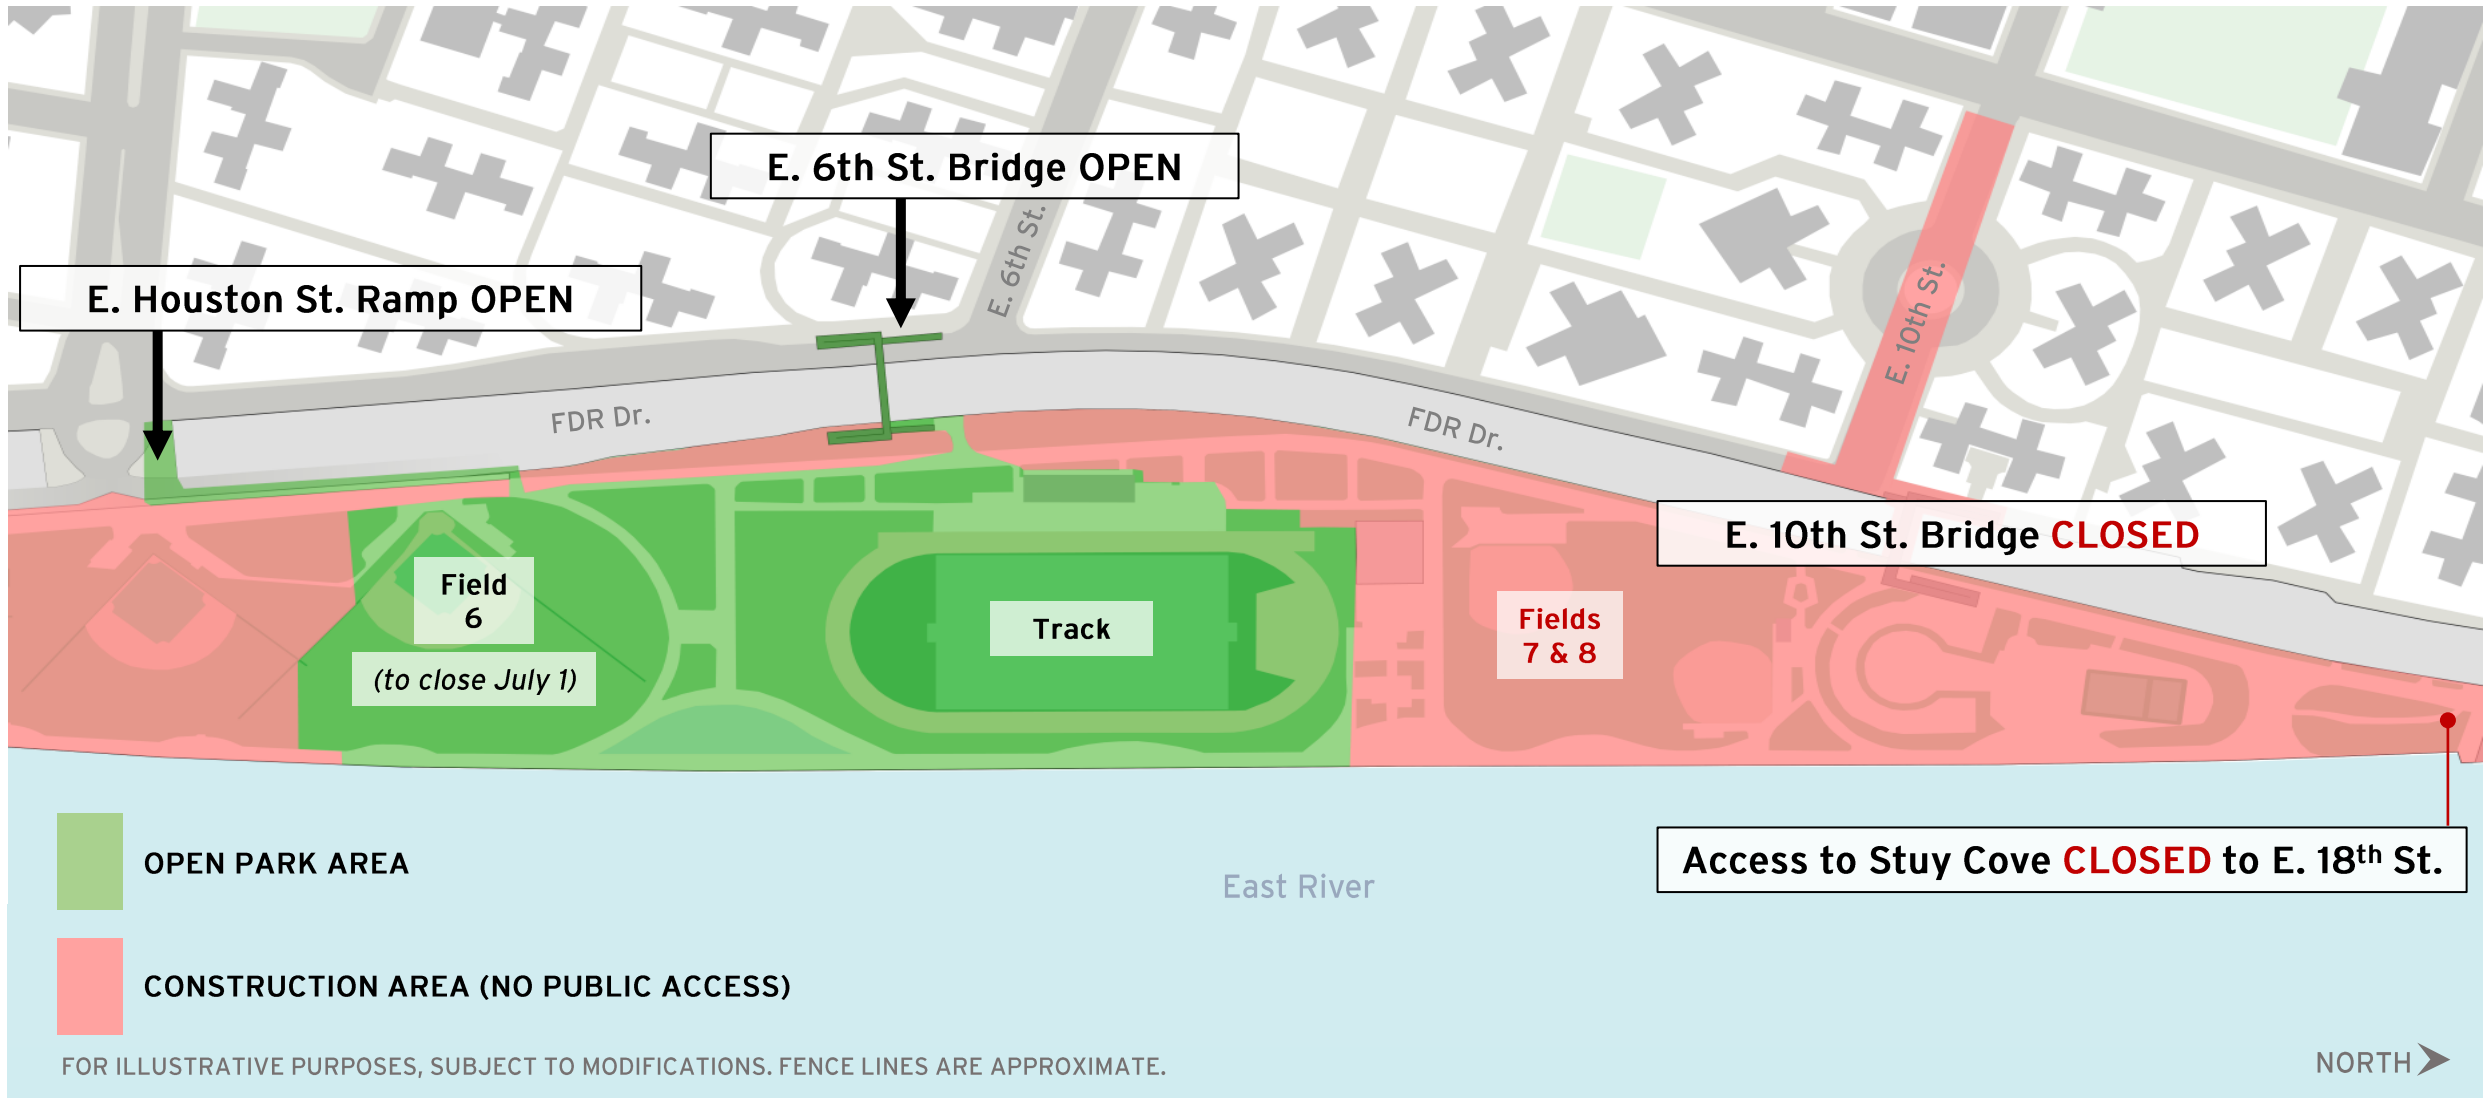 E. 6th St. Bridge OPEN
E. 6th St.
E. Houston St. Ramp OPEN
E. 10th St.
FDR Dr.
FDR Dr.
E. 10th St. Bridge CLOSED
Field
6
(to close July 1)
Track
Fields
7 & 8
Access to Stuy Cove CLOSED to E. 18th St.
OPEN PARK AREA
East River
CONSTRUCTION AREA (NO PUBLIC ACCESS)
FOR ILLUSTRATIVE PURPOSES, SUBJECT TO MODIFICATIONS. FENCE LINES ARE APPROXIMATE.
NORTH